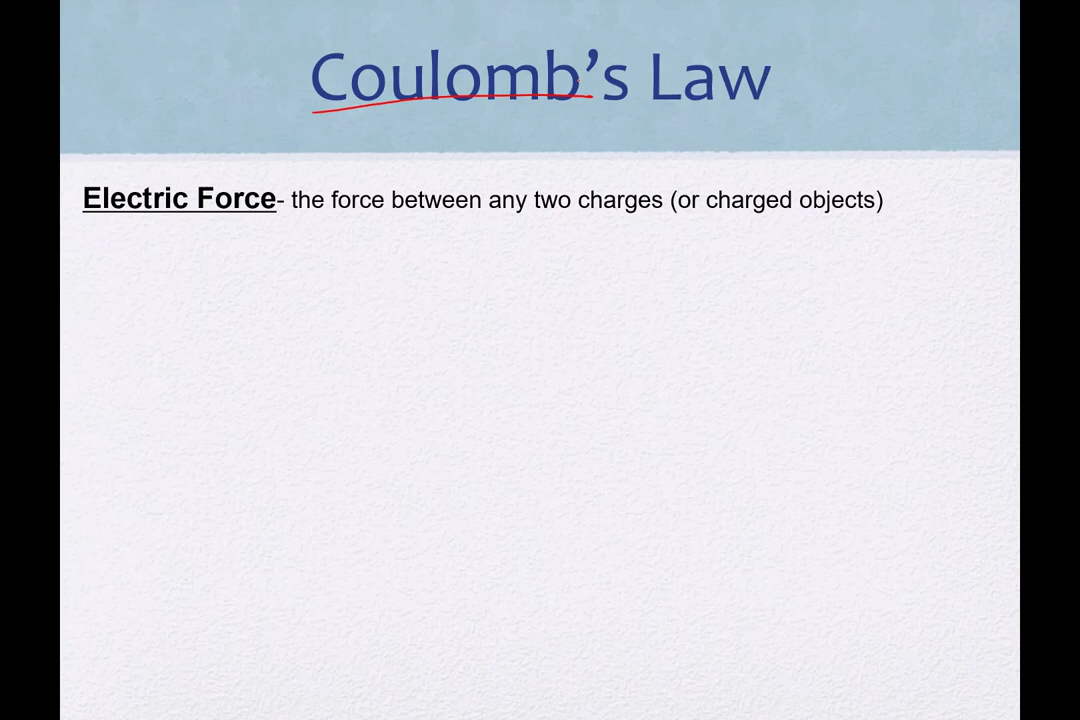 Coulomb’s Law
Electric Force- the force between any two charges (or charged objects)